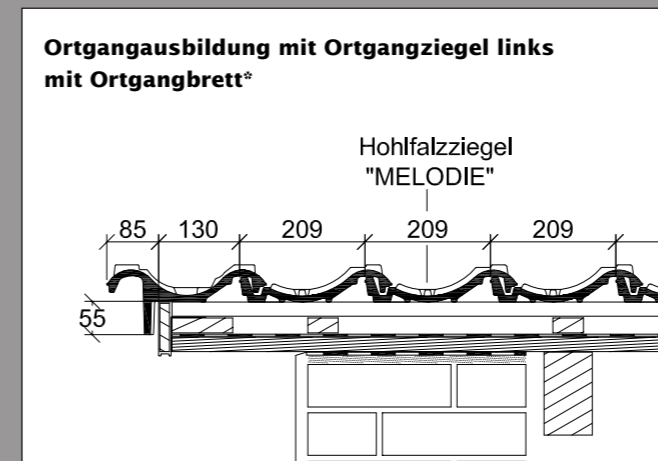 Ortgangausbildung mit Ortgangziegel links
mit Ortgangbrett*
Hohlfalzziegel
"MELODIE"
85 130 209 209 209
55